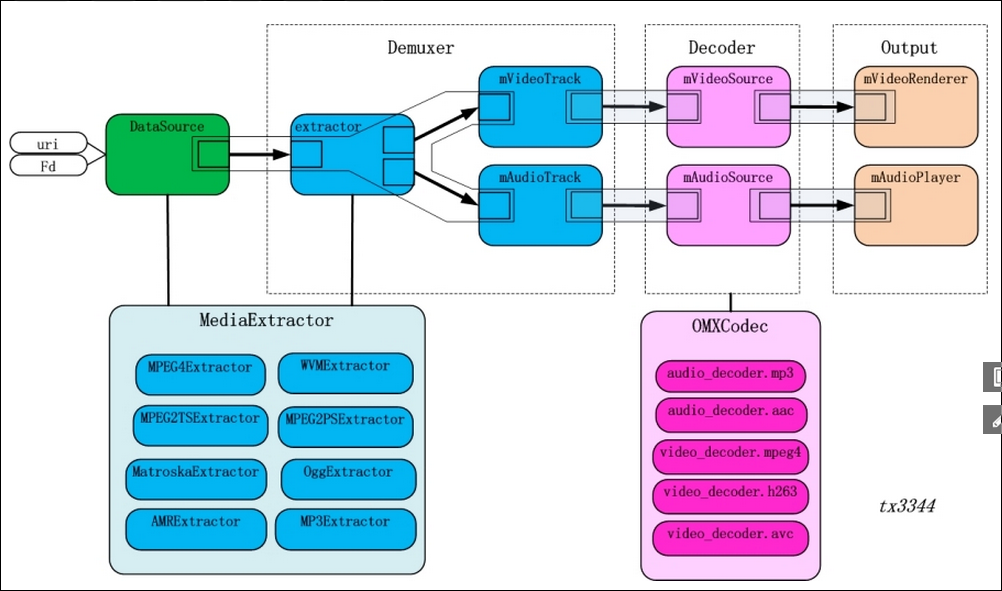 Demuxer
Decoder
Output
mVideoTrack
mVideoSource
mVideoRenderer
DataSource
extractor
uri
Fd
mAudioTrack
mAudioSource
mAudioPlayer
MediaExtractor
MPEG4Extractor
WVMExtractor
MPEG2TSExtractor
MPEG2PSExtractor
MatroskaExtractor
OggExtractor
AMRExtractor
MP3Extractor
OMXCodec
audio_decoder.mp3
audio_decoder.aac
video_decoder.mpeg4
video_decoder.h263
video_decoder.avc
tx3344